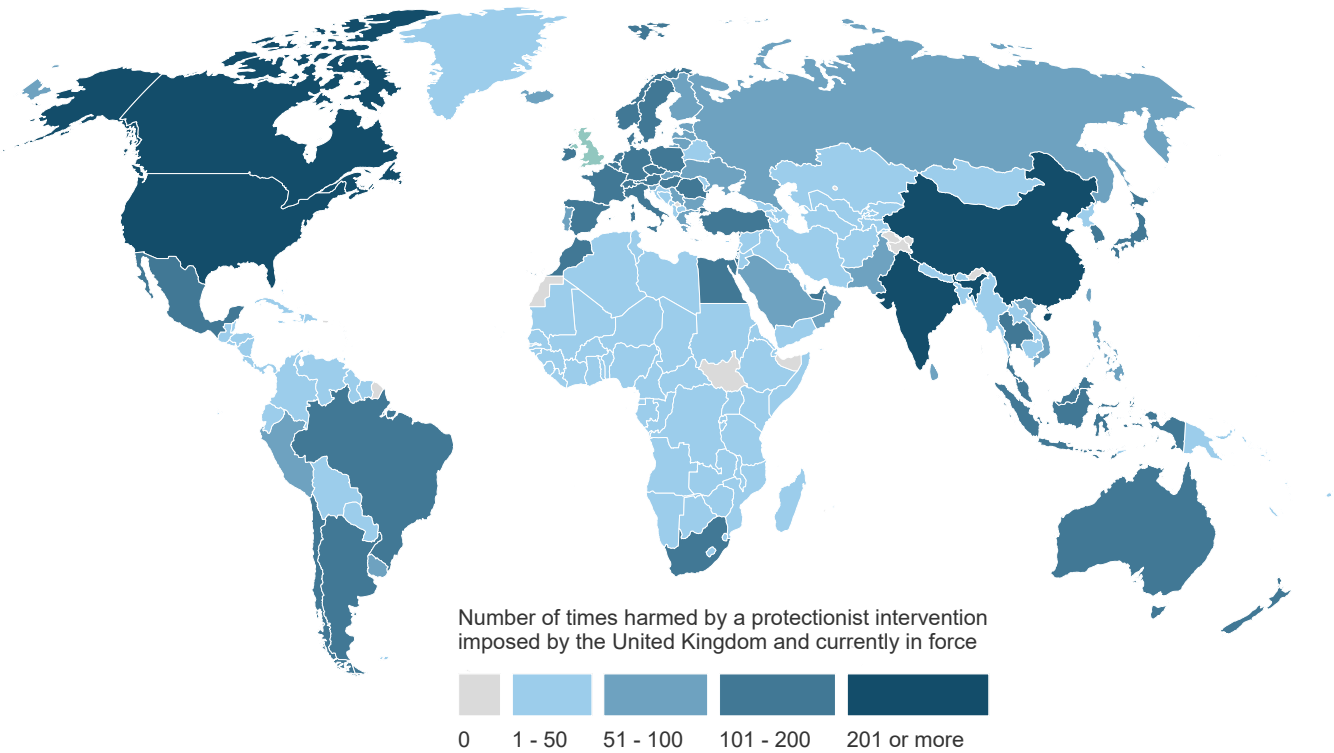 Number of times harmed by a protectionist intervention
imposed by the United Kingdom and currently in force
0 1 - 50 51 - 100 101 - 200 201 or more